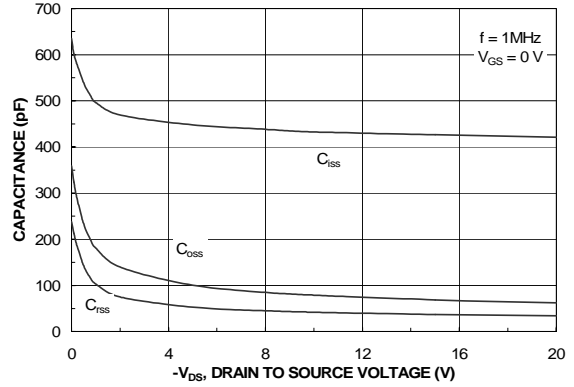 700
600
500
400
300
200
100
0
CAPACITANCE (pF)
f = 1MHz
VGS = 0 V
Ciss
Coss
Crss
0 4 8 12 16 20
-VDS, DRAIN TO SOURCE VOLTAGE (V)